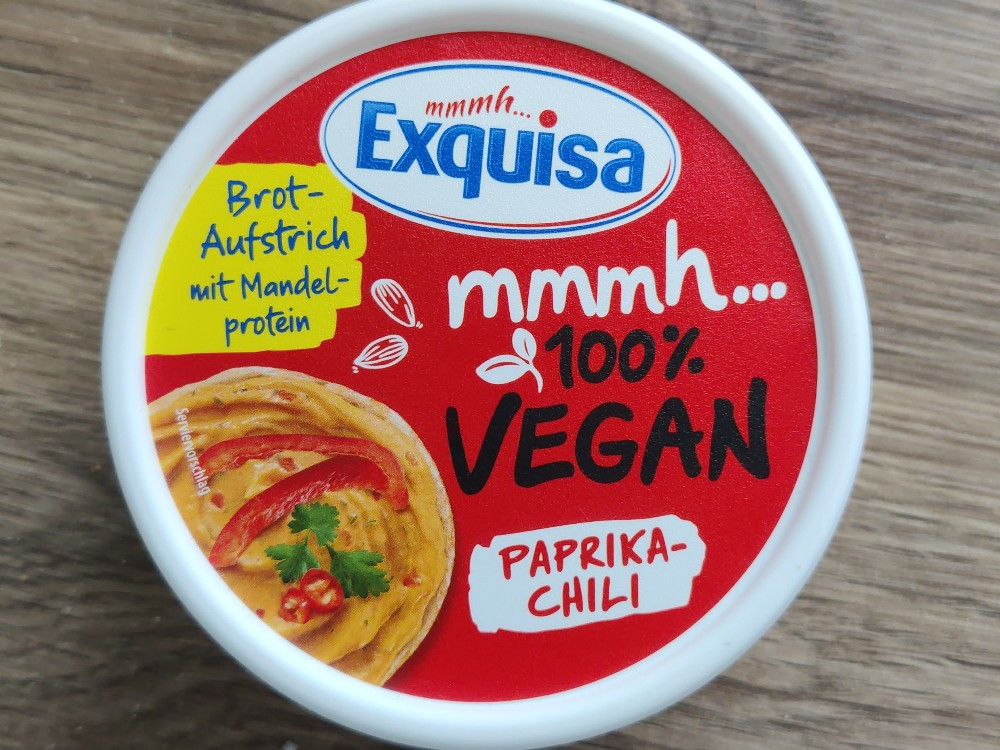 mmmh...
Exquisa
Brot-
Aufstrich
mit Mandel-
protein
mmmh...
100%
VEGAN
Serviervorschlag
PAPRIKA-
CHILI